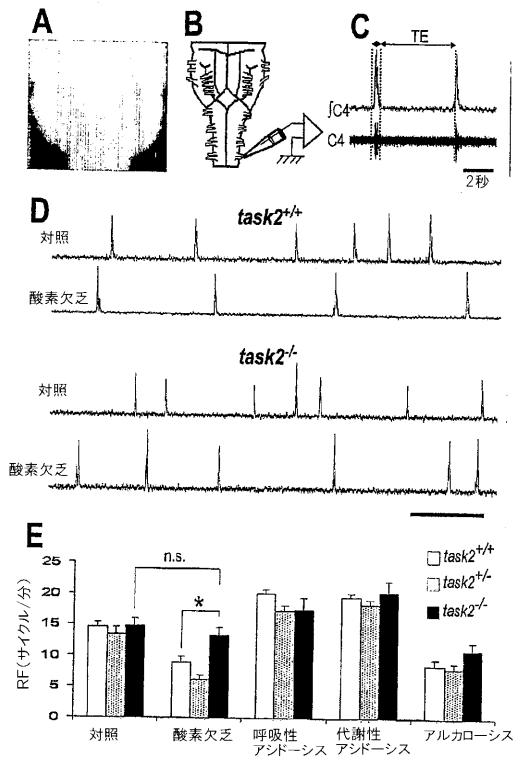 A
B
C
TE
∫C4
C4
2秒
D
task2+/+
対照
酸素欠乏
task2-/-
対照
酸素欠乏
E
n.s.
*
task2+/+
task2+/-
task2-/-
RF(サイクル/分)
25
20
15
10
5
0
対照
酸素欠乏
呼吸性
アシドーシス
代謝性
アシドーシス
アルカローシス